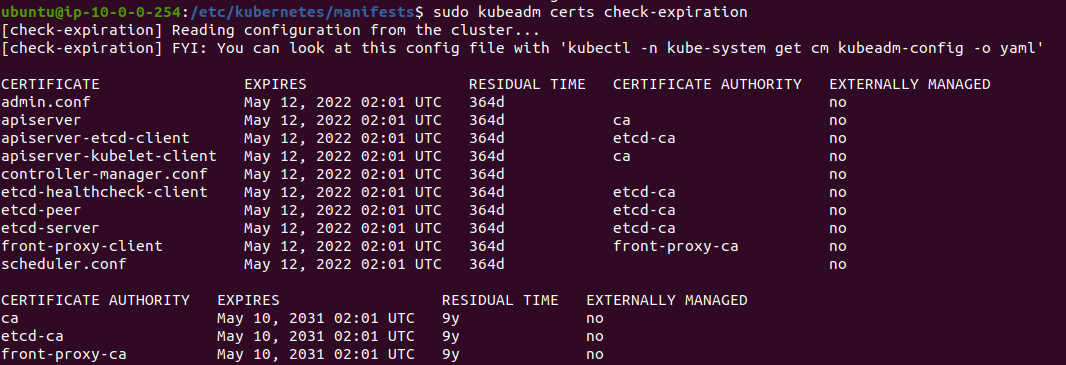 ubuntu@ip-10-0-0-254:/etc/kubernetes/manifests$ sudo kubeadm certs check-expiration
[check-expiration] Reading configuration from the cluster...
[check-expiration] FYI: You can look at this config file with 'kubectl -n kube-system get cm kubeadm-config -o yaml'

CERTIFICATE                EXPIRES                  RESIDUAL TIME   CERTIFICATE AUTHORITY   EXTERNALLY MANAGED
admin.conf                 May 12, 2022 02:01 UTC   364d                                    no
apiserver                  May 12, 2022 02:01 UTC   364d            ca                      no
apiserver-etcd-client      May 12, 2022 02:01 UTC   364d            etcd-ca                 no
apiserver-kubelet-client   May 12, 2022 02:01 UTC   364d            ca                      no
controller-manager.conf    May 12, 2022 02:01 UTC   364d                                    no
etcd-healthcheck-client    May 12, 2022 02:01 UTC   364d            etcd-ca                 no
etcd-peer                  May 12, 2022 02:01 UTC   364d            etcd-ca                 no
etcd-server                May 12, 2022 02:01 UTC   364d            etcd-ca                 no
front-proxy-client         May 12, 2022 02:01 UTC   364d            front-proxy-ca          no
scheduler.conf             May 12, 2022 02:01 UTC   364d                                    no

CERTIFICATE AUTHORITY   EXPIRES                  RESIDUAL TIME   EXTERNALLY MANAGED
ca                      May 10, 2031 02:01 UTC   9y              no
etcd-ca                 May 10, 2031 02:01 UTC   9y              no
front-proxy-ca          May 10, 2031 02:01 UTC   9y              no